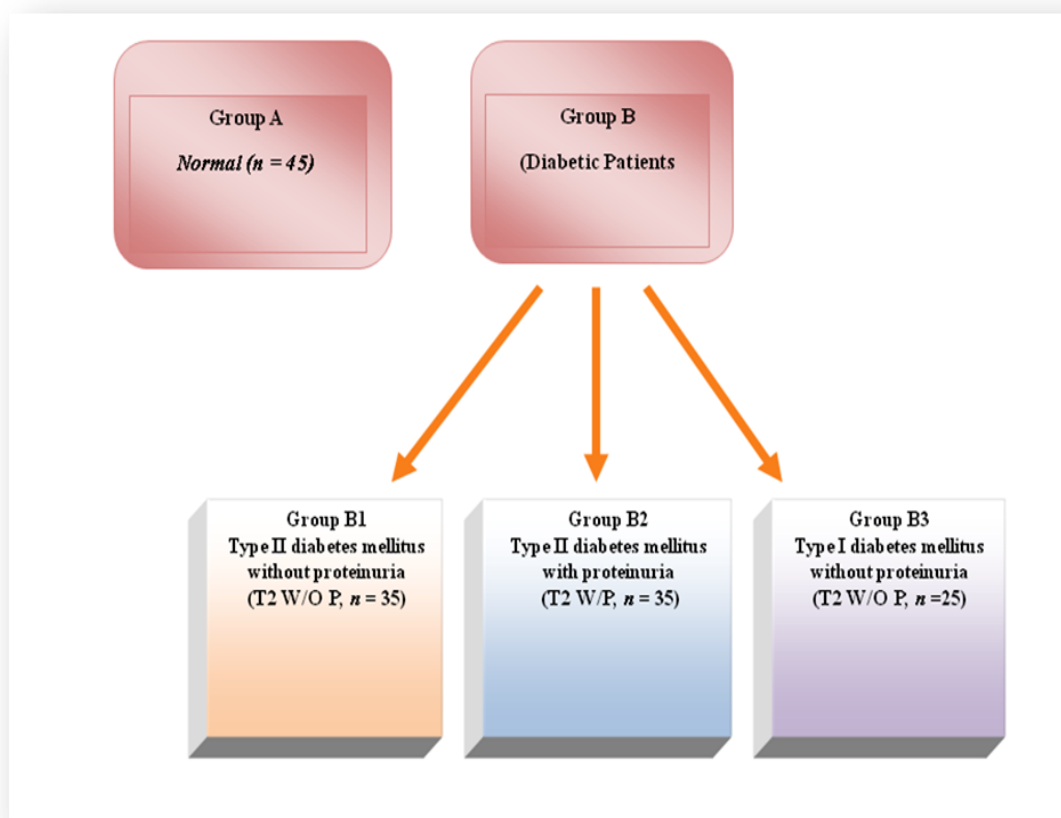 Group A
Normal (n = 45)
Group B
(Diabetic Patients
Group B1
Type II diabetes mellitus
without proteinuria
(T2 W/O P, n = 35)
Group B2
Type II diabetes mellitus
with proteinuria
(T2 W/P, n = 35)
Group B3
Type I diabetes mellitus
without proteinuria
(T2 W/O P, n =25)